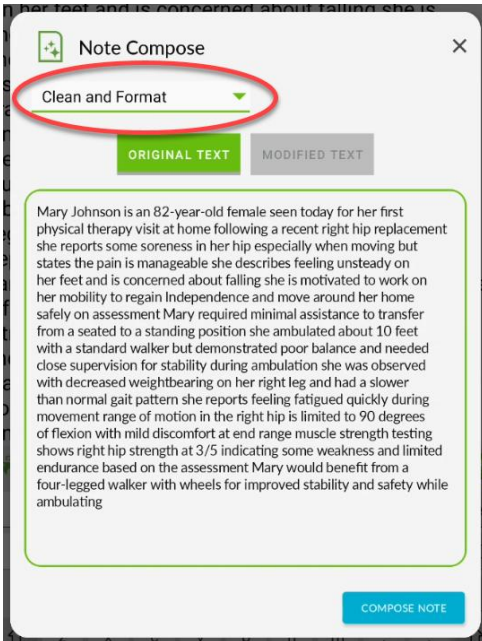 n her feet and is concerned about falling she is
Note Compose
Clean and Format
ORIGINAL TEXT
MODIFIED TEXT
Mary Johnson is an 82-year-old female seen today for her first
physical therapy visit at home following a recent right hip replacement
she reports some soreness in her hip especially when moving but
states the pain is manageable she describes feeling unsteady on
her feet and is concerned about falling she is motivated to work on
her mobility to regain Independence and move around her home
safely on assessment Mary required minimal assistance to transfer
from a seated to a standing position she ambulated about 10 feet
with a standard walker but demonstrated poor balance and needed
close supervision for stability during ambulation she was observed
with decreased weightbearing on her right leg and had a slower
than normal gait pattern she reports feeling fatigued quickly during
movement range of motion in the right hip is limited to 90 degrees
of flexion with mild discomfort at end range muscle strength testing
shows right hip strength at 3/5 indicating some weakness and limited
endurance based on the assessment Mary would benefit from a
four-legged walker with wheels for improved stability and safety while
ambulating
COMPOSE NOTE